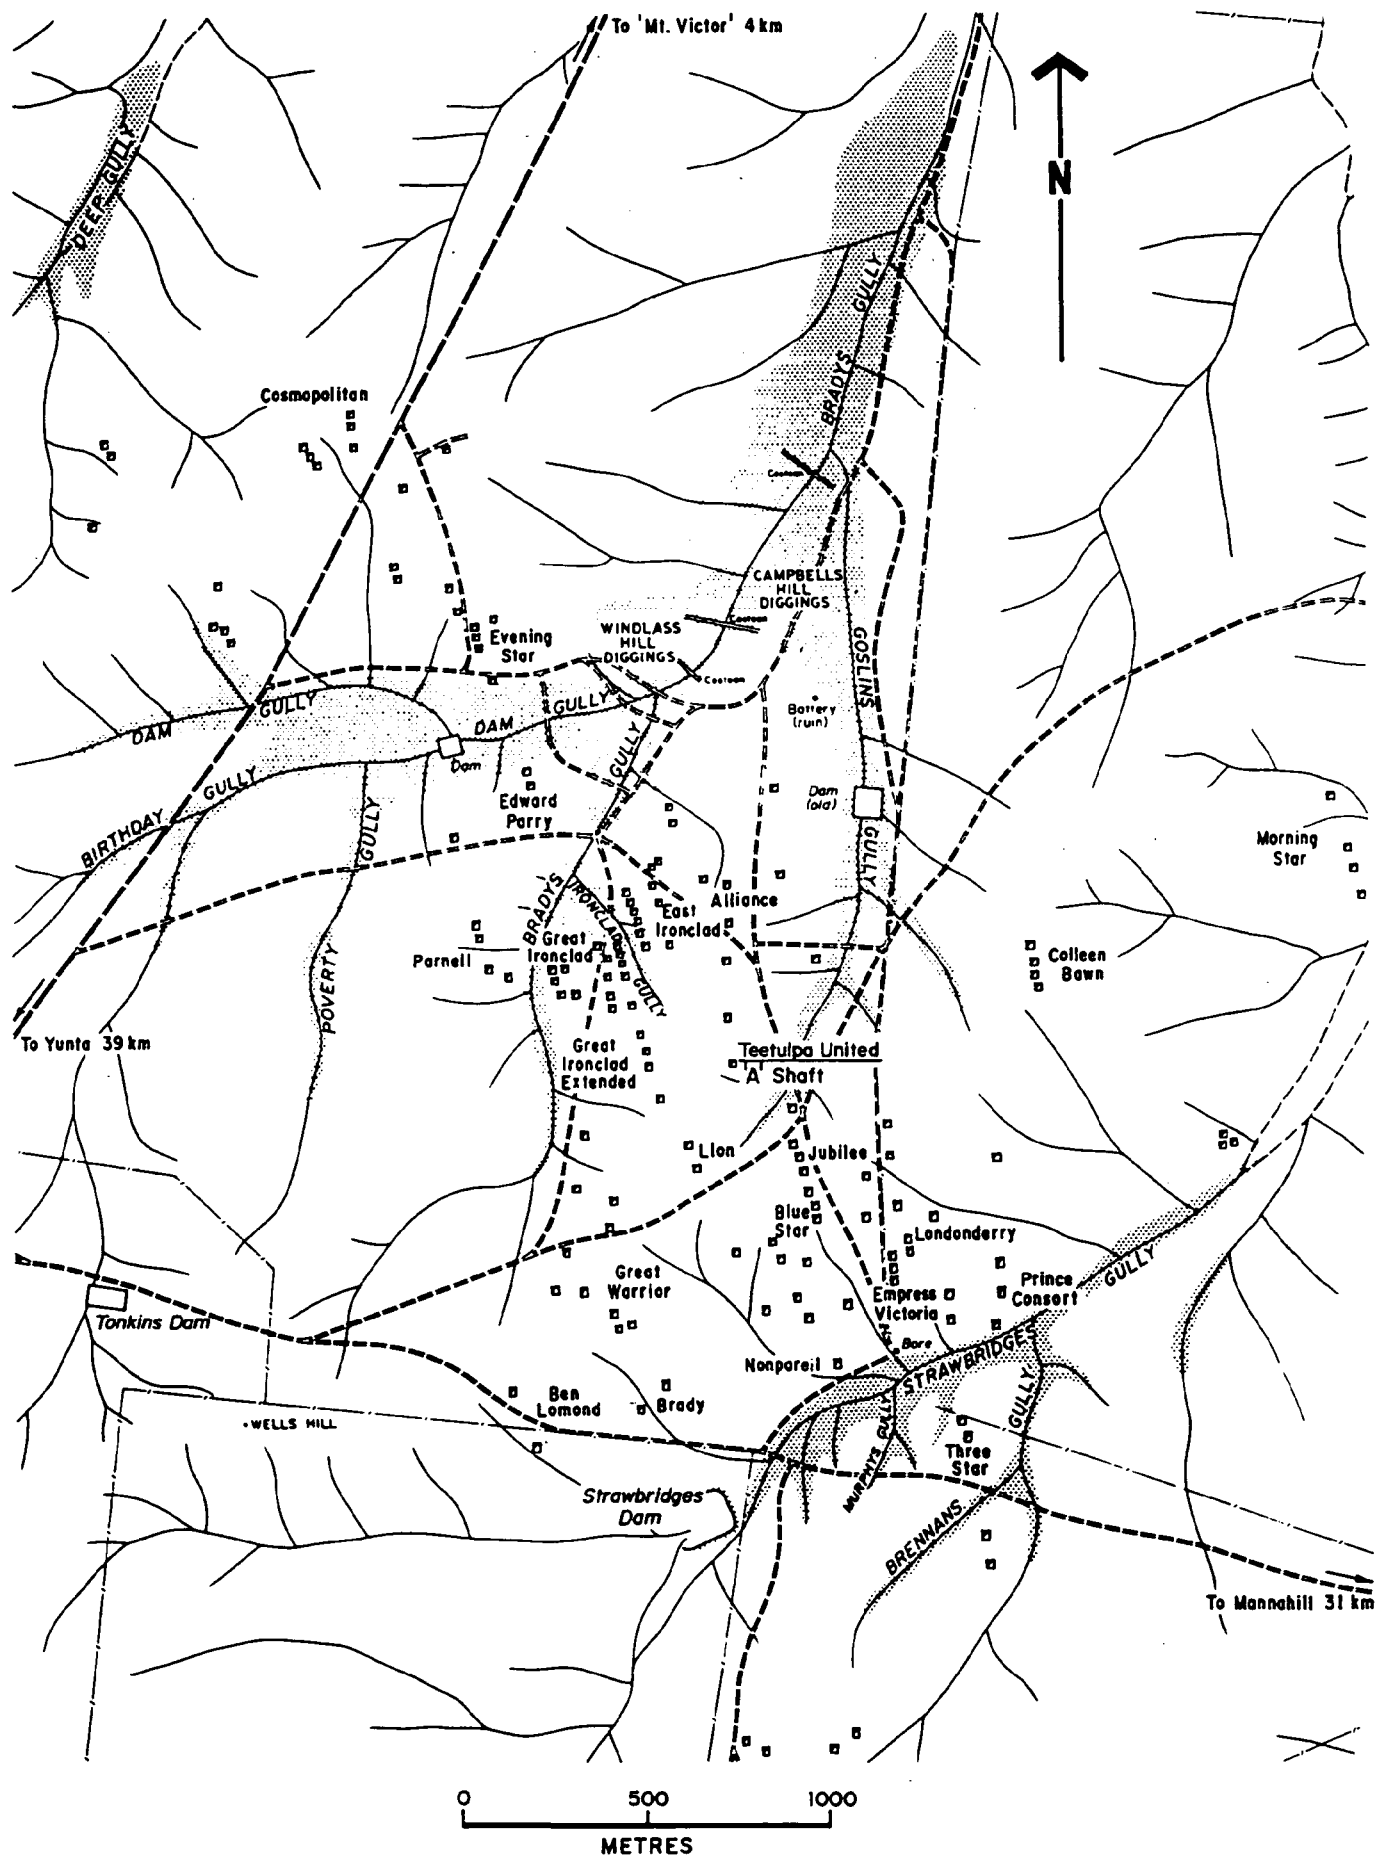 To 'Mt. Victor' 4 km
N
DEEP GULLY
BRADYS GULLY
Cosmopolitan
Costean
CAMPBELLS
HILL
DIGGINGS
Costean
WINDLASS
HILL
DIGGINGS
Evening
Star
Costean
GOSLINS
GULLY
Battery
(ruin)
DAM
GULLY
DAM
GULLY
Dam
GULLY
BIRTHDAY
GULLY
Edward
Parry
Dam
(old)
Morning
Star
POVERTY
GULLY
BRADYS
IRONCLAD
GULLY
Alliance
East
Ironclad
Great
Ironclad
Parnell
Colleen
Bawn
To Yunta 39 km
Great
Ironclad
Extended
Teetulpa United
'A' Shaft
Lion
Jubilee
Blue
Star
Londonderry
Great
Warrior
Empress
Victoria
Prince
Consort
GULLY
Tonkins Dam
Bore
STRAWBRIDGES
Nonpareil
Ben
Lomond
Brady
WELLS HILL
MURPHYS GULLY
GULLY
Three
Star
Strawbridges
Dam
BRENNANS
To Mannahill 31 km
0 500 1000
METRES